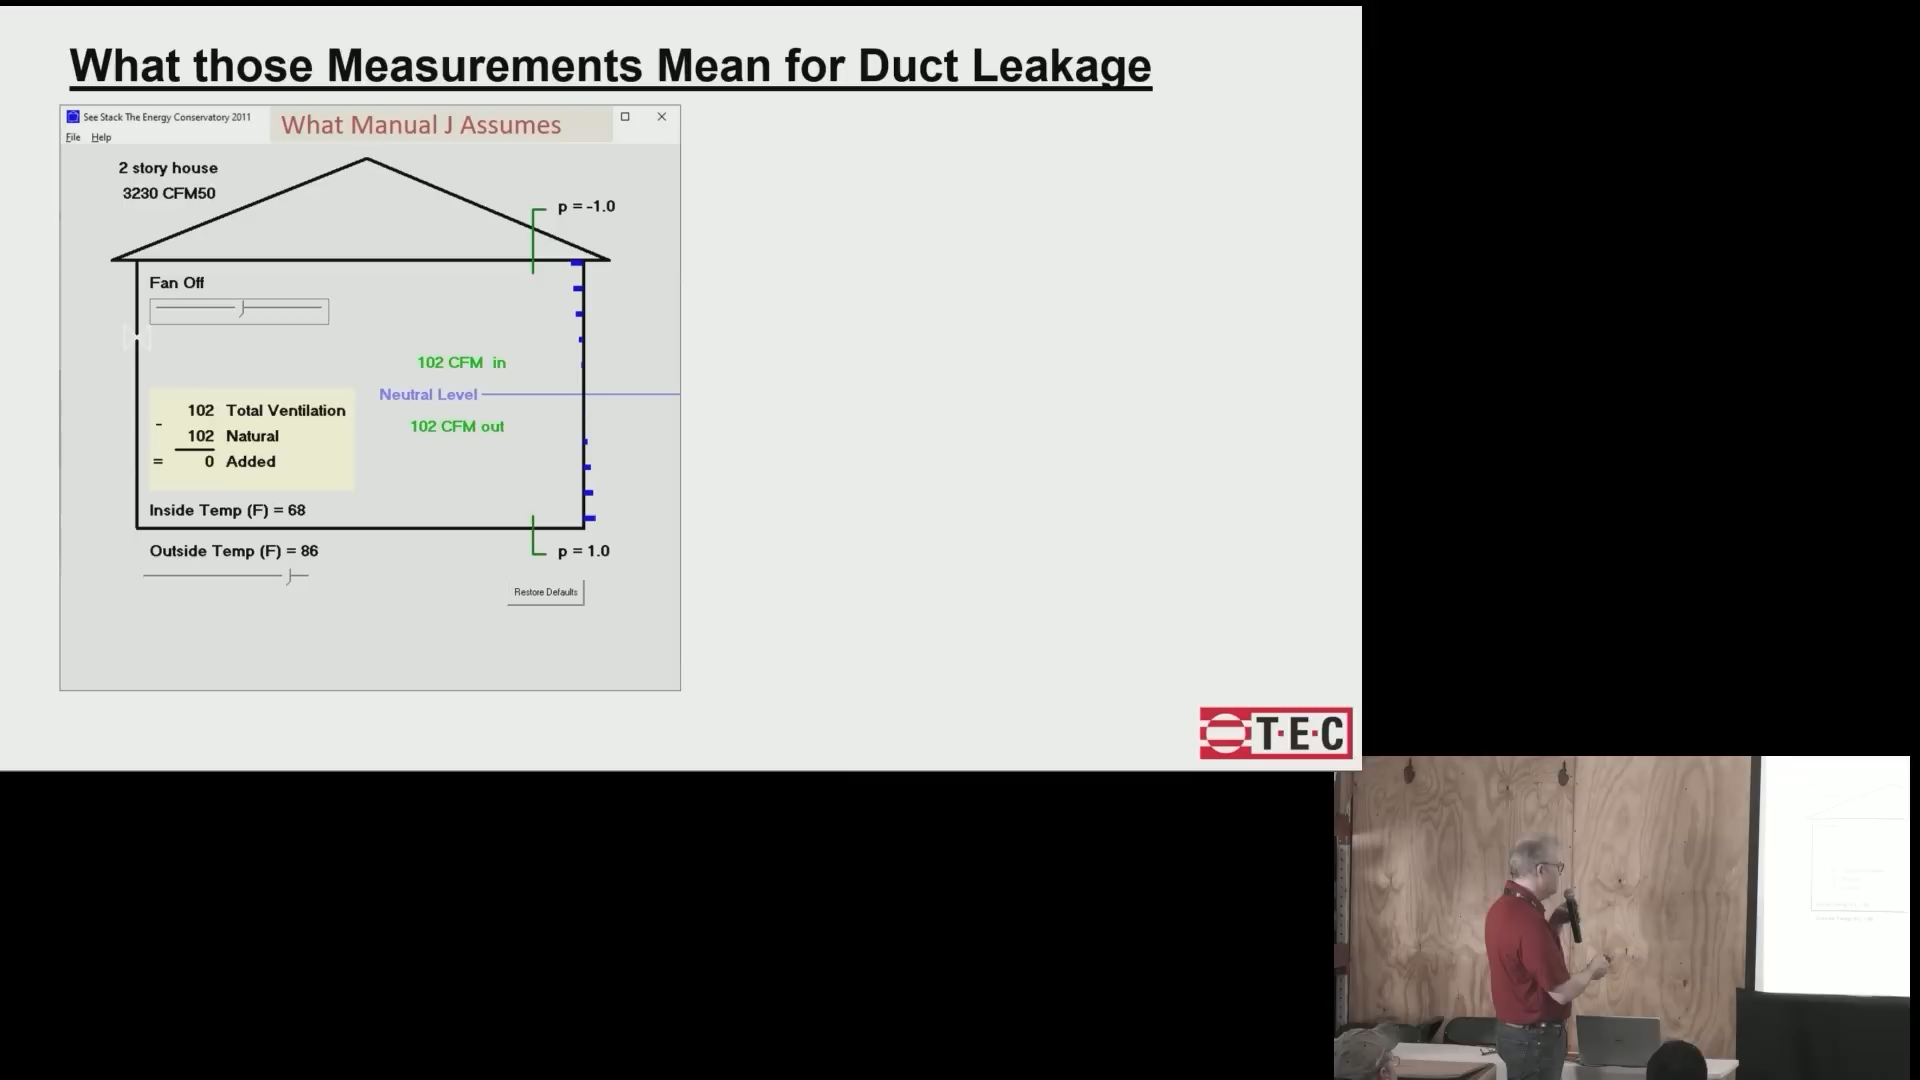 What those Measurements Mean for Duct Leakage
See Stack The Energy Conservatory 2011
What Manual J Assumes
File Help
2 story house
3230 CFM50
p = -1.0
Fan Off
102 CFM in
Neutral Level
102 CFM out
102 Total Ventilation
- 102 Natural
= 0 Added
Inside Temp (F) = 68
Outside Temp (F) = 86
p = 1.0
Restore Defaults
T·E·C